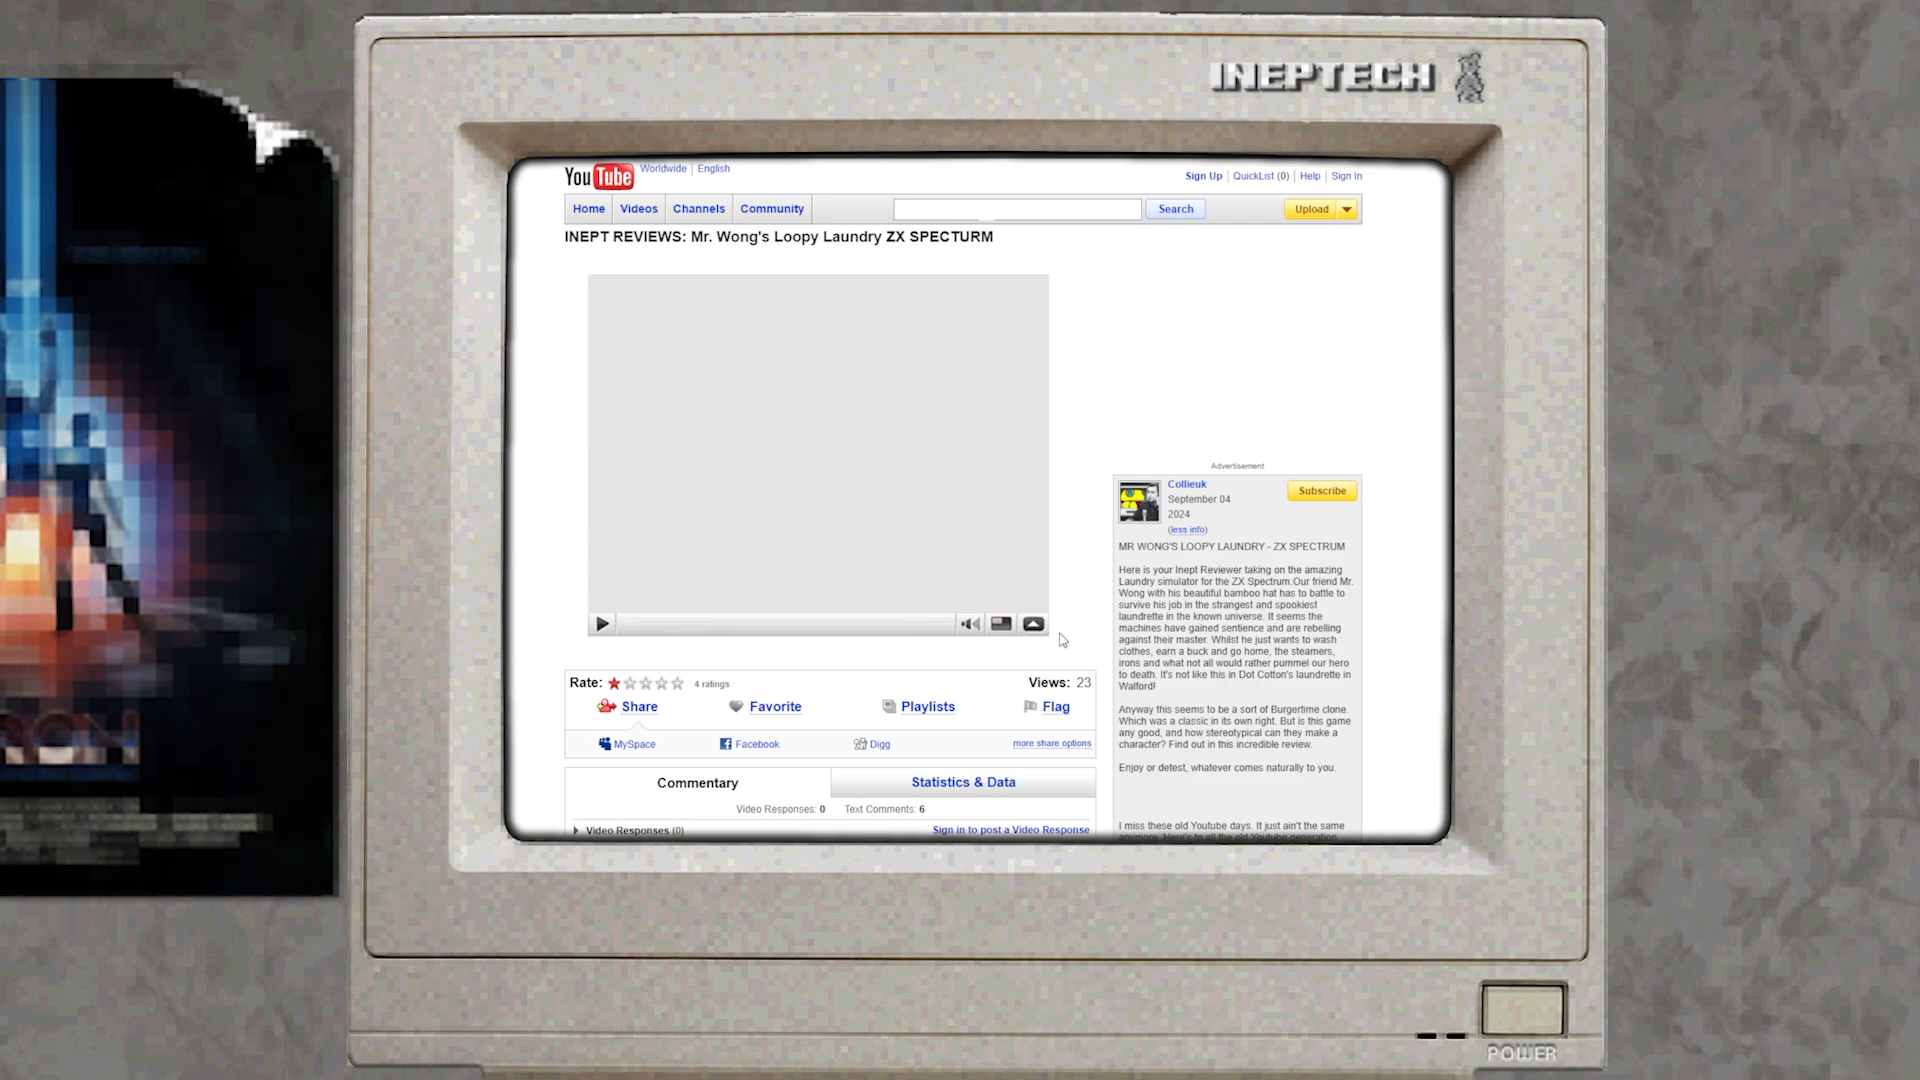 INEPTECH
YouTube Worldwide | English
Sign Up | QuickList (0) | Help | Sign In
Home Videos Channels Community Search Upload
INEPT REVIEWS: Mr. Wong's Loopy Laundry ZX SPECTURM
Advertisement
Collieuk
Subscribe
September 04
2024
(less info)
MR WONG'S LOOPY LAUNDRY - ZX SPECTRUM
Here is your Inept Reviewer taking on the amazing
Laundry simulator for the ZX Spectrum.Our friend Mr.
Wong with his beautiful bamboo hat has to battle to
survive his job in the strangest and spookiest
laundrette in the known universe. It seems the
machines have gained sentience and are rebelling
against their master. Whilst he just wants to wash
clothes, earn a buck and go home, the steamers,
irons and what not all would rather pummel our hero
to death. It's not like this in Dot Cotton's laundrette in
Walford!
Anyway this seems to be a sort of Burgertime clone.
Which was a classic in its own right. But is this game
any good, and how stereotypical can they make a
character? Find out in this incredible review.
Enjoy or detest, whatever comes naturally to you.
I miss these old Youtube days. It just ain't the same
anymore. Here's to all the old Youtube generation
Rate: 4 ratings Views: 23
Share Favorite Playlists Flag
MySpace Facebook Digg more share options
Commentary Statistics & Data
Video Responses: 0 Text Comments: 6
Video Responses (0) Sign in to post a Video Response
POWER